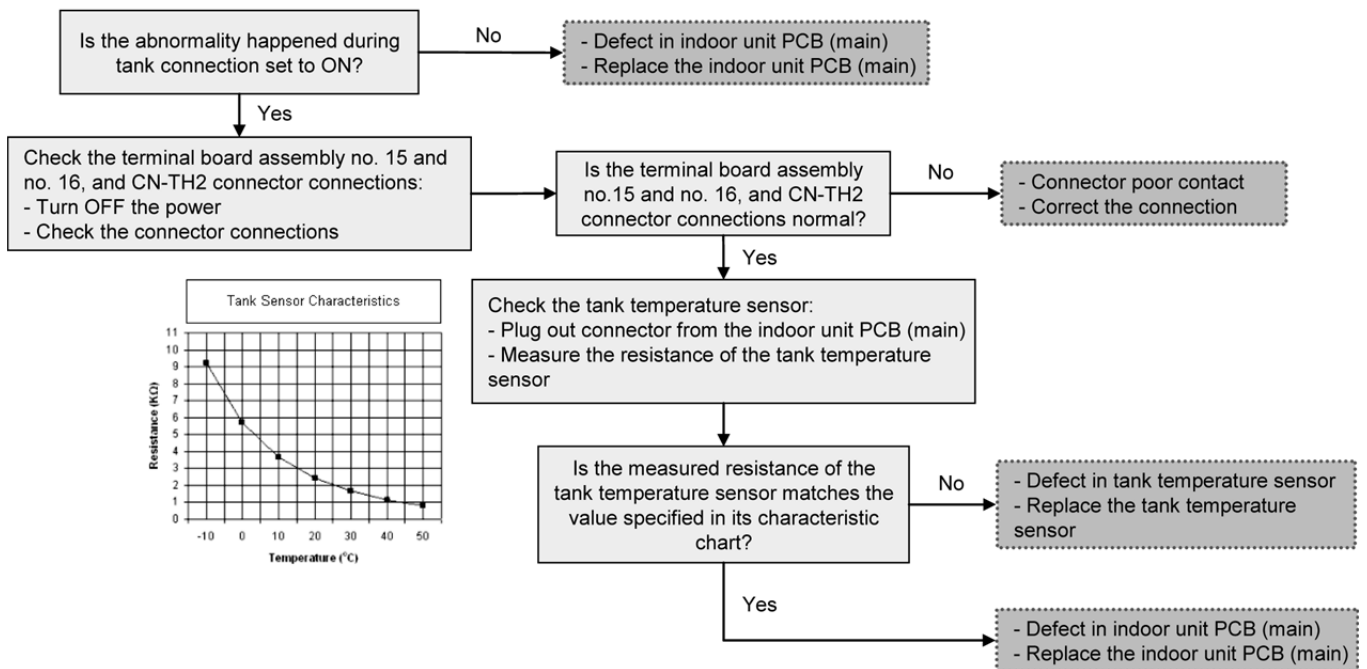 Is the abnormality happened during
tank connection set to ON?
No
- Defect in indoor unit PCB (main)
- Replace the indoor unit PCB (main)
Yes
Check the terminal board assembly no. 15 and
no. 16, and CN-TH2 connector connections:
- Turn OFF the power
- Check the connector connections
Is the terminal board assembly
no.15 and no. 16, and CN-TH2
connector connections normal?
No
- Connector poor contact
- Correct the connection
Yes
Check the tank temperature sensor:
- Plug out connector from the indoor unit PCB (main)
- Measure the resistance of the tank temperature
sensor
Tank Sensor Characteristics
Resistance (KΩ)
11
10
9
8
7
6
5
4
3
2
1
0
-10 0 10 20 30 40 50
Temperature (°C)
Is the measured resistance of the
tank temperature sensor matches the
value specified in its characteristic
chart?
No
- Defect in tank temperature sensor
- Replace the tank temperature
sensor
Yes
- Defect in indoor unit PCB (main)
- Replace the indoor unit PCB (main)